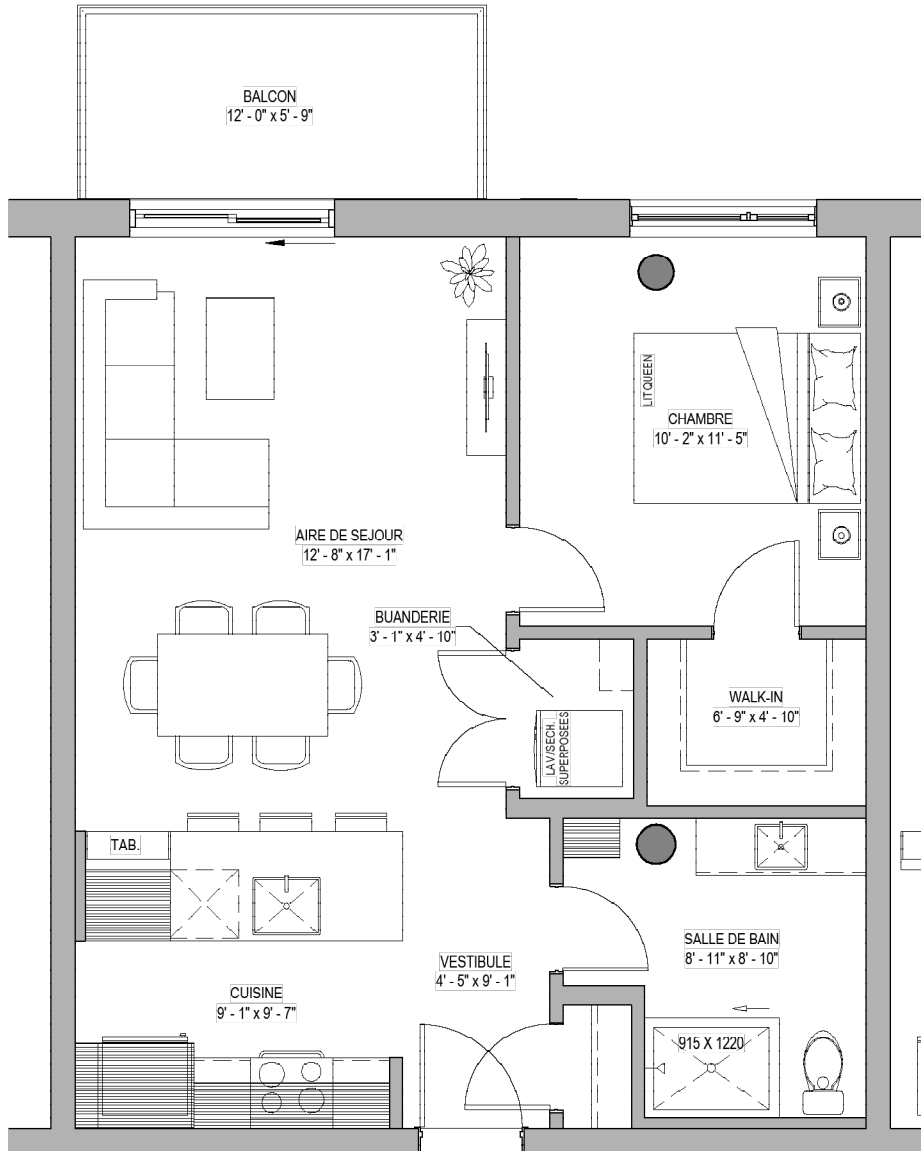 BALCON
12' - 0" x 5' - 9"
LIT QUEEN
CHAMBRE
10' - 2" x 11' - 5"
AIRE DE SEJOUR
12' - 8" x 17' - 1"
BUANDERIE
3' - 1" x 4' - 10"
WALK-IN
6' - 9" x 4' - 10"
LAV/SECH.
SUPERPOSEES
TAB.
SALLE DE BAIN
8' - 11" x 8' - 10"
VESTIBULE
4' - 5" x 9' - 1"
CUISINE
9' - 1" x 9' - 7"
915 X 1220